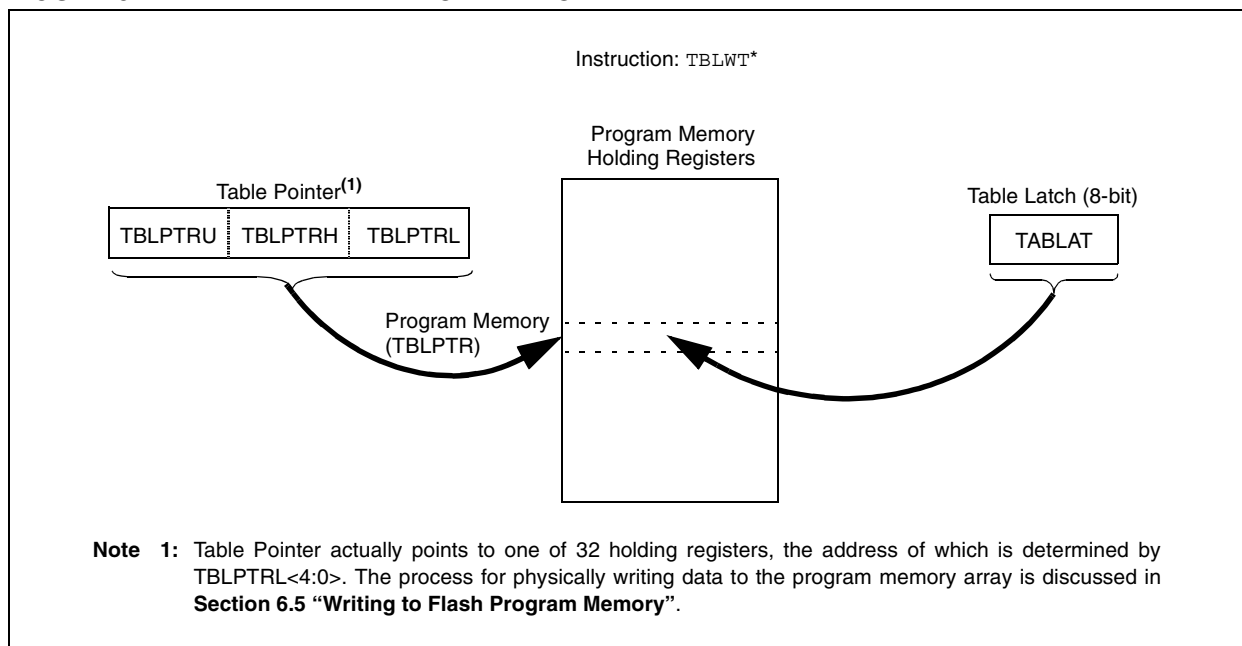 Instruction: TBLWT*
Program Memory
Holding Registers
Table Pointer(1)
Table Latch (8-bit)
TBLPTRU TBLPTRH TBLPTRL
TABLAT
Program Memory
(TBLPTR)
Note 1: Table Pointer actually points to one of 32 holding registers, the address of which is determined by
TBLPTRL<4:0>. The process for physically writing data to the program memory array is discussed in
Section 6.5 “Writing to Flash Program Memory”.